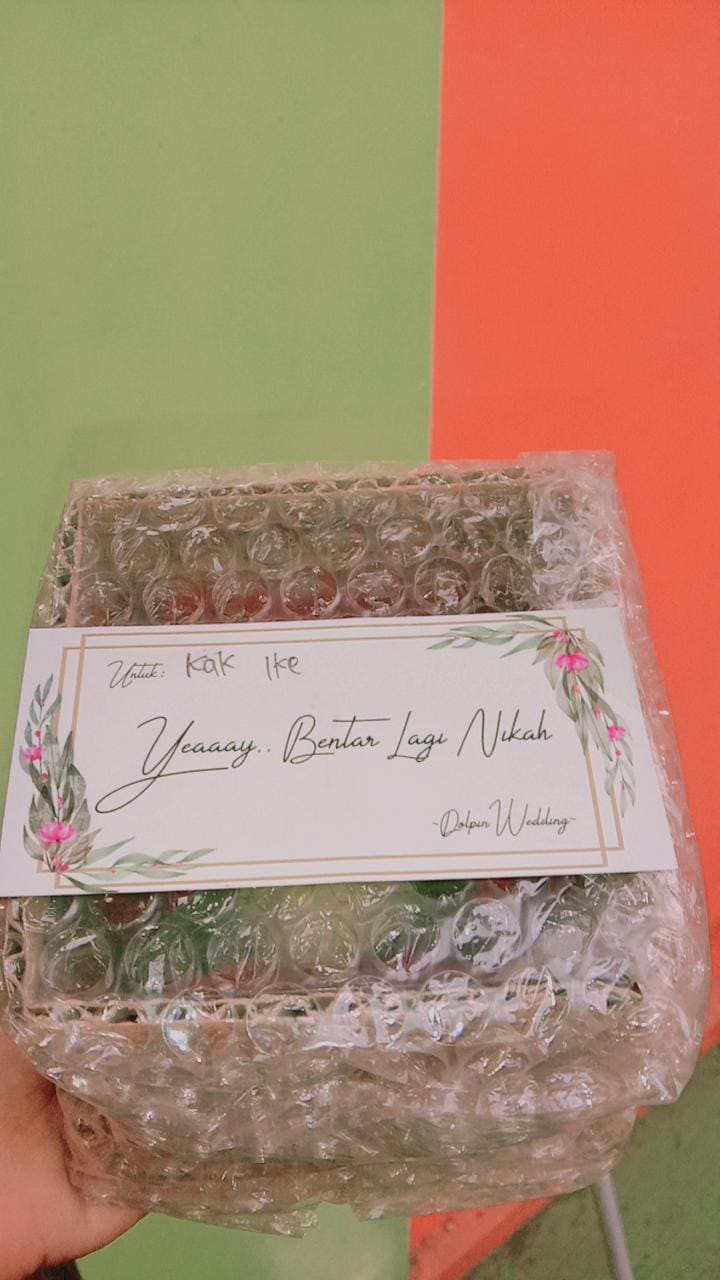 Untuk: Kak Ike
Yeaaay.. Bentar Lagi Nikah
~Dolpin Wedding~